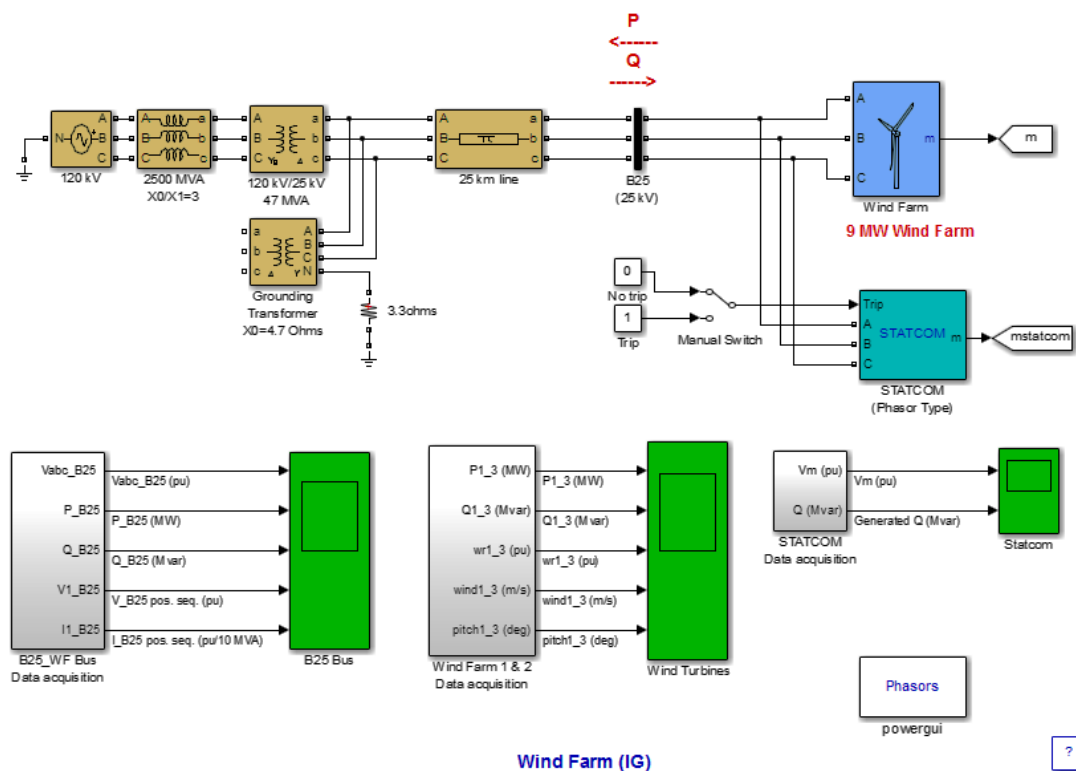 P
Q
N
A
B
C
120 kV
A
B
C
a
b
c
2500 MVA
X0/X1=3
A
B
C
a
b
c
Yg
Δ
120 kV/25 kV
47 MVA
A
B
C
a
b
c
25 km line
B25
(25 kV)
A
B
C
m
Wind Farm
9 MW Wind Farm
m
a
b
c
A
B
C
N
Δ
Y
Grounding
Transformer
X0=4.7 Ohms
3.3ohms
0
No trip
1
Trip
Manual Switch
Trip
A
B
C
STATCOM
m
STATCOM
(Phasor Type)
mstatcom
Vabc_B25
P_B25
Q_B25
V1_B25
I1_B25
B25_WF Bus
Data acquisition
Vabc_B25 (pu)
P_B25 (MW)
Q_B25 (Mvar)
V_B25 pos. seq. (pu)
I_B25 pos. seq. (pu/10 MVA)
B25 Bus
P1_3 (MW)
Q1_3 (Mvar)
wr1_3 (pu)
wind1_3 (m/s)
pitch1_3 (deg)
Wind Farm 1 & 2
Data acquisition
P1_3 (MW)
Q1_3 (Mvar)
wr1_3 (pu)
wind1_3 (m/s)
pitch1_3 (deg)
Wind Turbines
Vm (pu)
Q (Mvar)
STATCOM
Data acquisition
Vm (pu)
Generated Q (Mvar)
Statcom
Phasors
powergui
Wind Farm (IG)
?